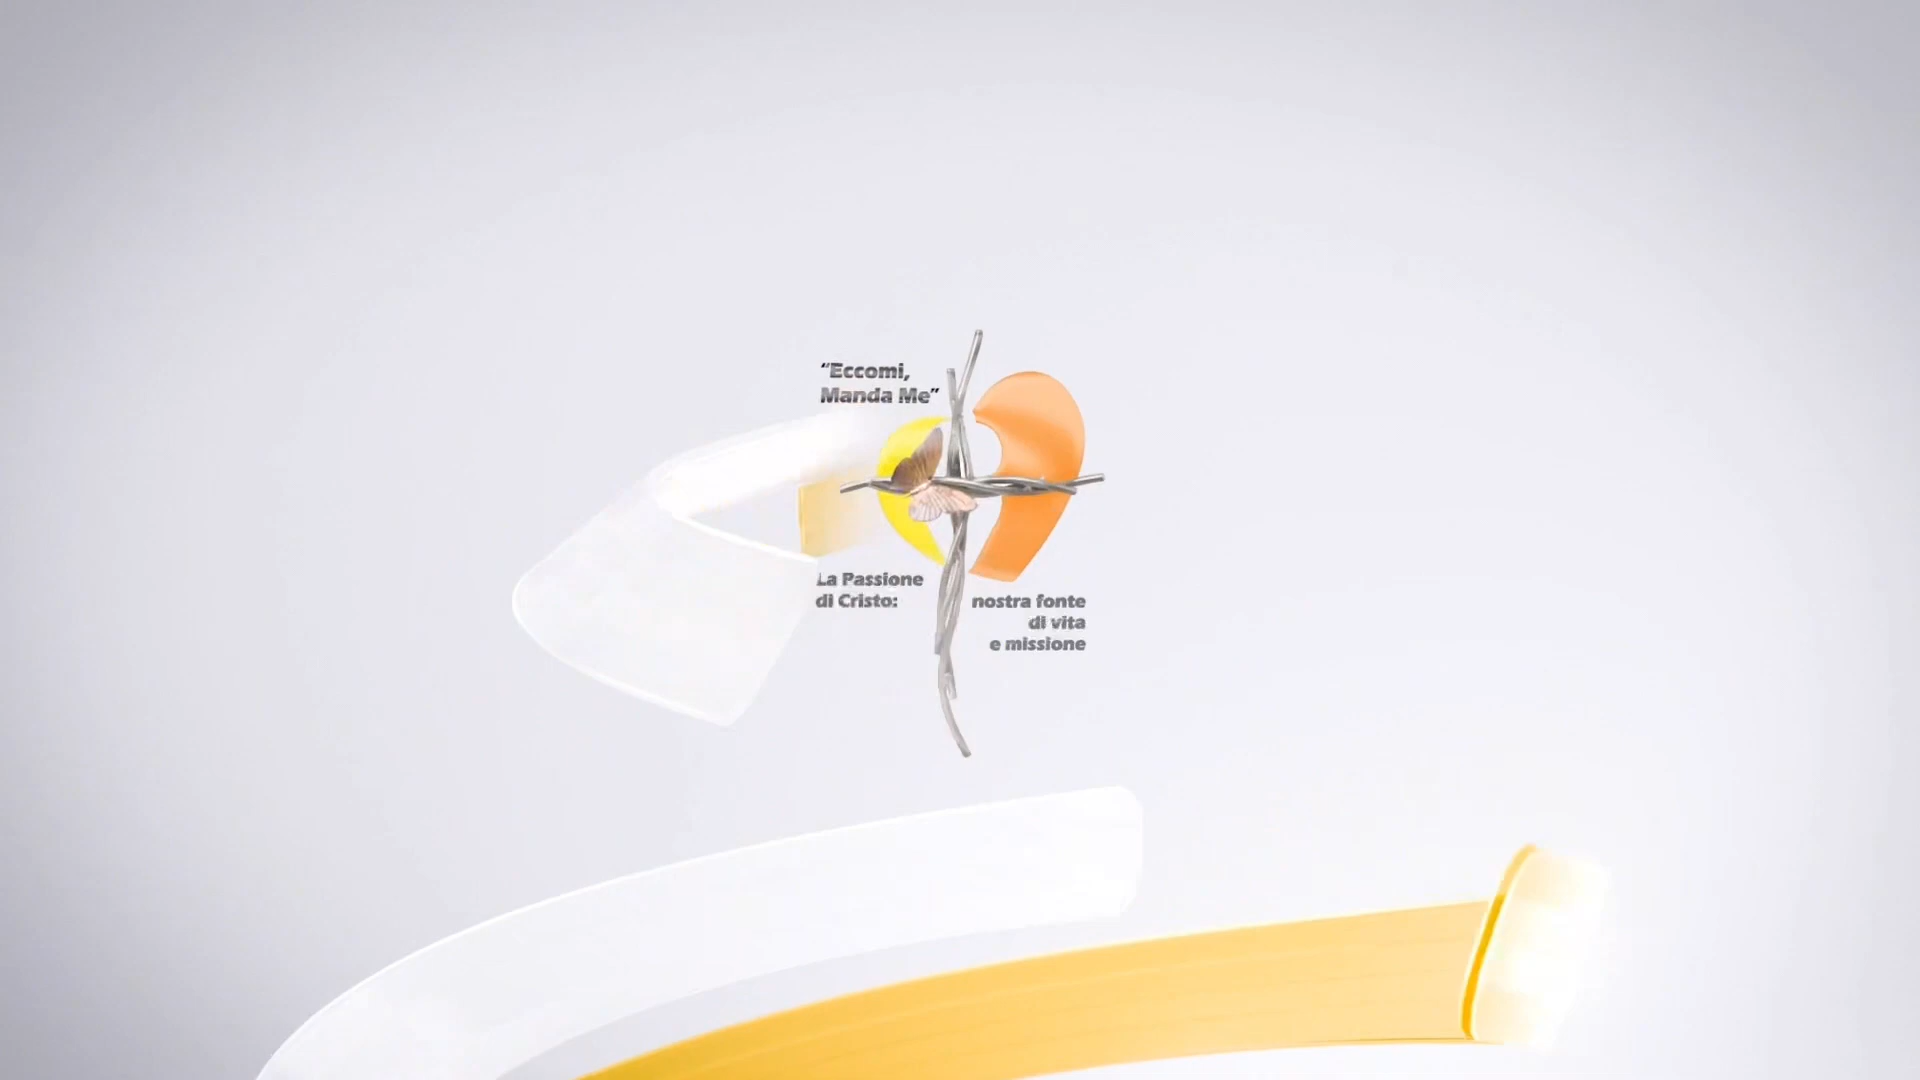 “Eccomi,
Manda Me”
La Passione
di Cristo:
nostra fonte
di vita
e missione